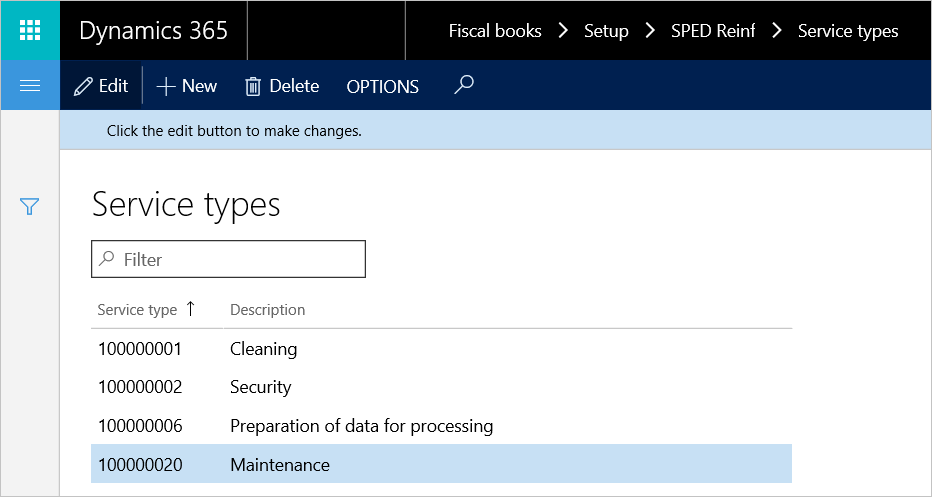 Dynamics 365 Fiscal books Setup SPED Reinf Service types
Edit New Delete OPTIONS
Click the edit button to make changes.
Service types
Filter
Service type Description
100000001 Cleaning
100000002 Security
100000006 Preparation of data for processing
100000020 Maintenance